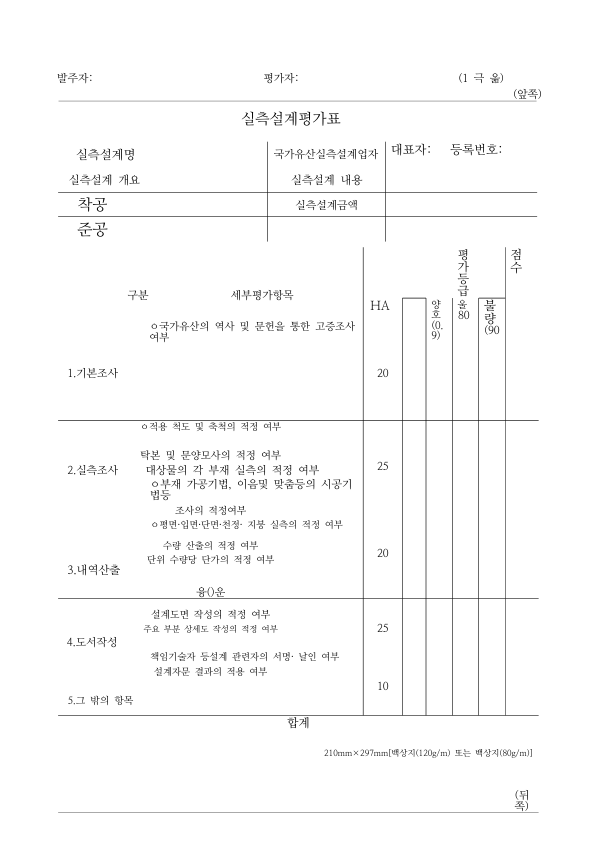 발주자: 평가자: (1 극 옮)
(앞쪽)
실측설계평가표
실측설계명 국가유산실측설계업자 대표자: 등록번호:
실측설계 개요 실측설계 내용
착공 실측설계금액
준공
구분 세부평가항목 HA 평가등급 점수
양호(0.9) 울80 불량(90
ㅇ국가유산의 역사 및 문헌을 통한 고증조사
여부
1.기본조사 20
ㅇ적용 척도 및 축척의 적정 여부
탁본 및 문양모사의 적정 여부
2.실측조사 대상물의 각 부재 실측의 적정 여부 25
ㅇ부재 가공기법, 이음및 맞춤등의 시공기
법등
조사의 적정여부
ㅇ평면·입면·단면·천정· 지붕 실측의 적정 여부
수량 산출의 적정 여부
단위 수량당 단가의 적정 여부 20
3.내역산출
융()운
설계도면 작성의 적정 여부
주요 부분 상세도 작성의 적정 여부 25
4.도서작성
책임기술자 등설계 관련자의 서명· 날인 여부
설계자문 결과의 적용 여부
10
5.그 밖의 항목
합계
210mm×297mm[백상지(120g/m) 또는 백상지(80g/m)]
(뒤
쪽)